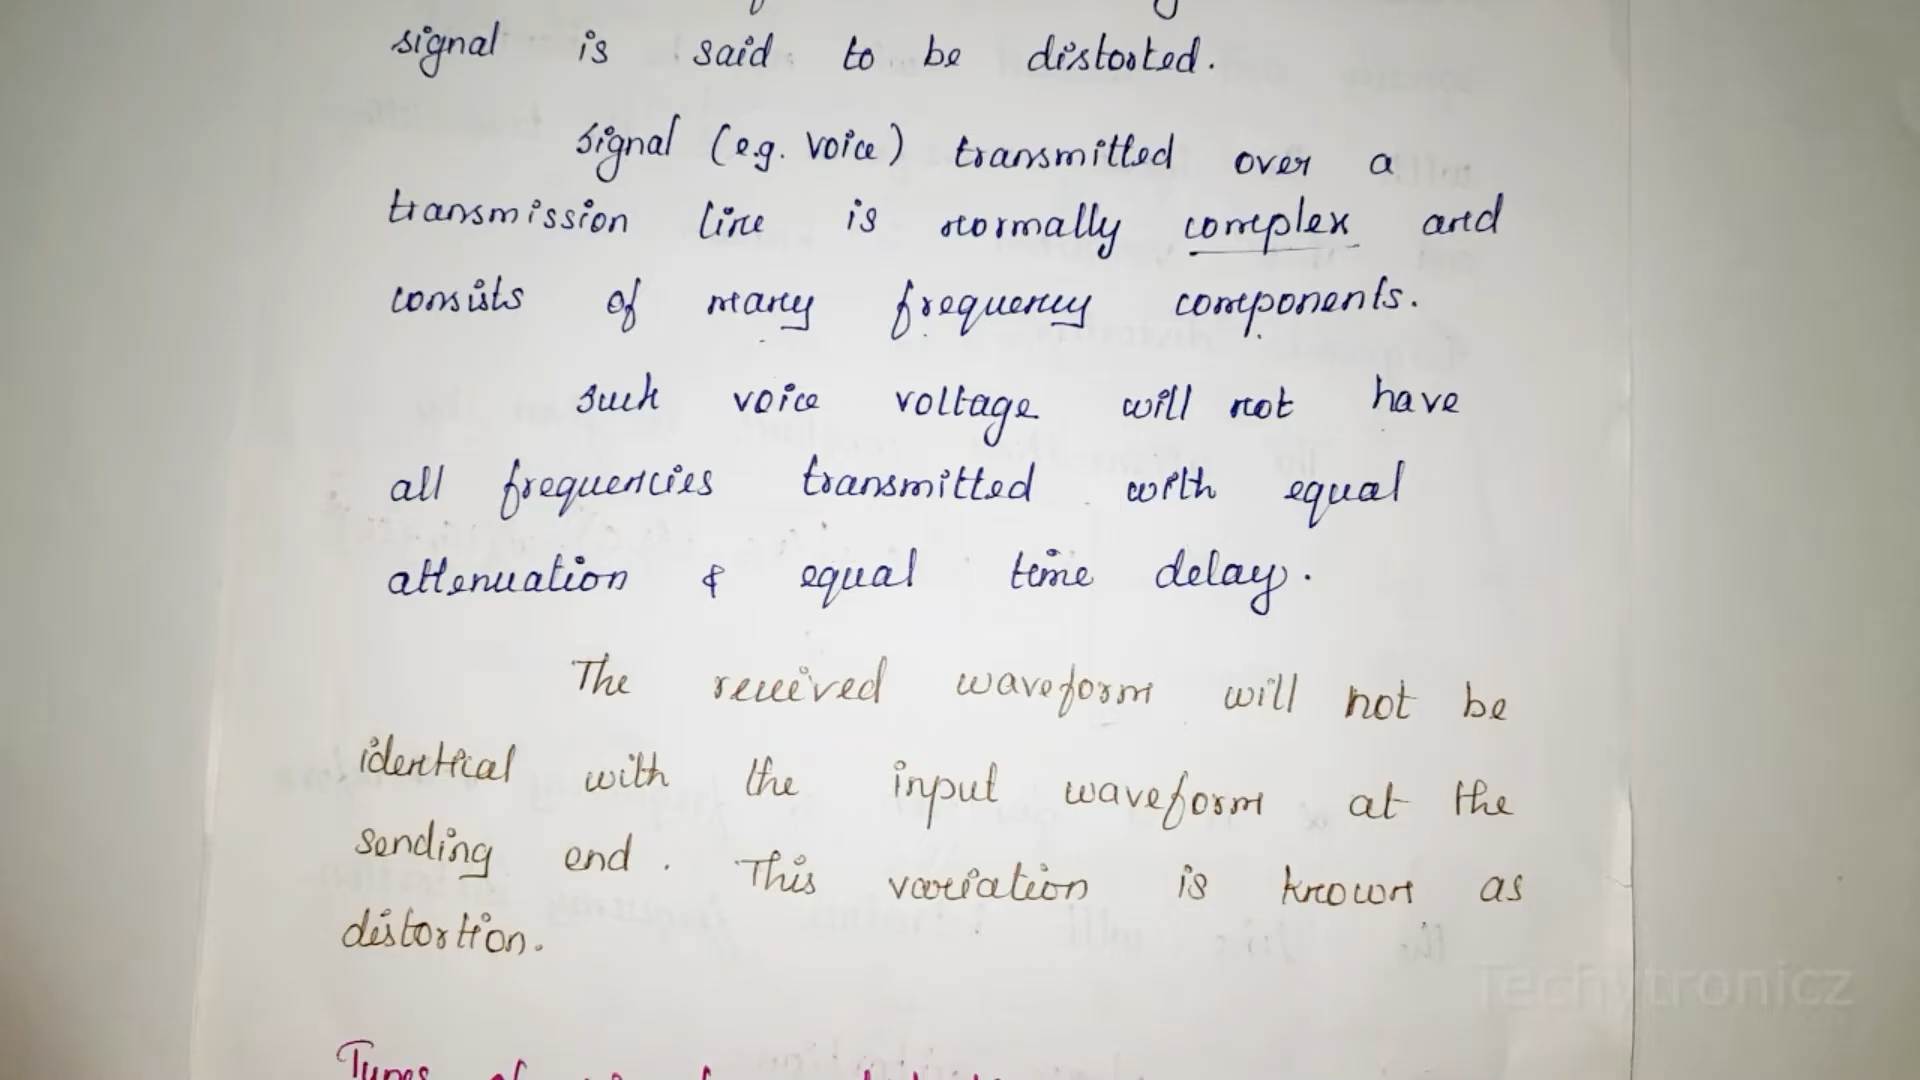 signal is said to be distorted.
Signal (e.g. voice) transmitted over a
transmission line is normally complex and
consists of many frequency components.
Such voice voltage will not have
all frequencies transmitted with equal
attenuation & equal time delay.
The received waveform will not be
identical with the input waveform at the
sending end. This variation is known as
distortion.
Techytronicz
Types of